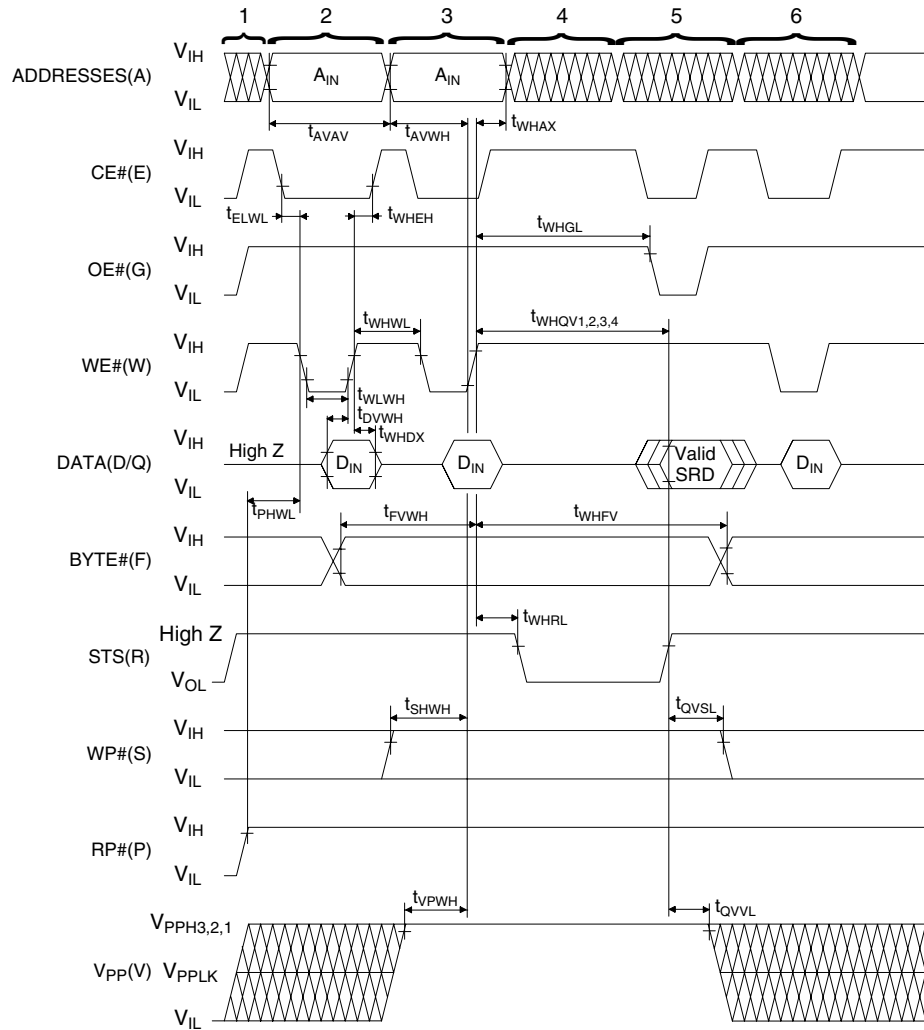 1 2 3 4 5 6
V_IH
ADDRESSES(A) A_IN A_IN
V_IL
t_AVAV t_AVWH t_WHAX
V_IH
CE#(E)
V_IL
t_ELWL t_WHEH
t_WHGL
V_IH
OE#(G)
V_IL
t_WHWL t_WHQV1,2,3,4
V_IH
WE#(W)
V_IL
t_WLWH
t_DVWH
t_WHDX
V_IH
High Z
DATA(D/Q) D_IN D_IN Valid SRD D_IN
V_IL
t_PHWL t_FVWH t_WHFV
V_IH
BYTE#(F)
V_IL
t_WHRL
High Z
STS(R)
V_OL
t_SHWH t_QVSL
V_IH
WP#(S)
V_IL
V_IH
RP#(P)
V_IL
t_VPWH t_QVVL
V_PPH3,2,1
V_PP(V) V_PPLK
V_IL